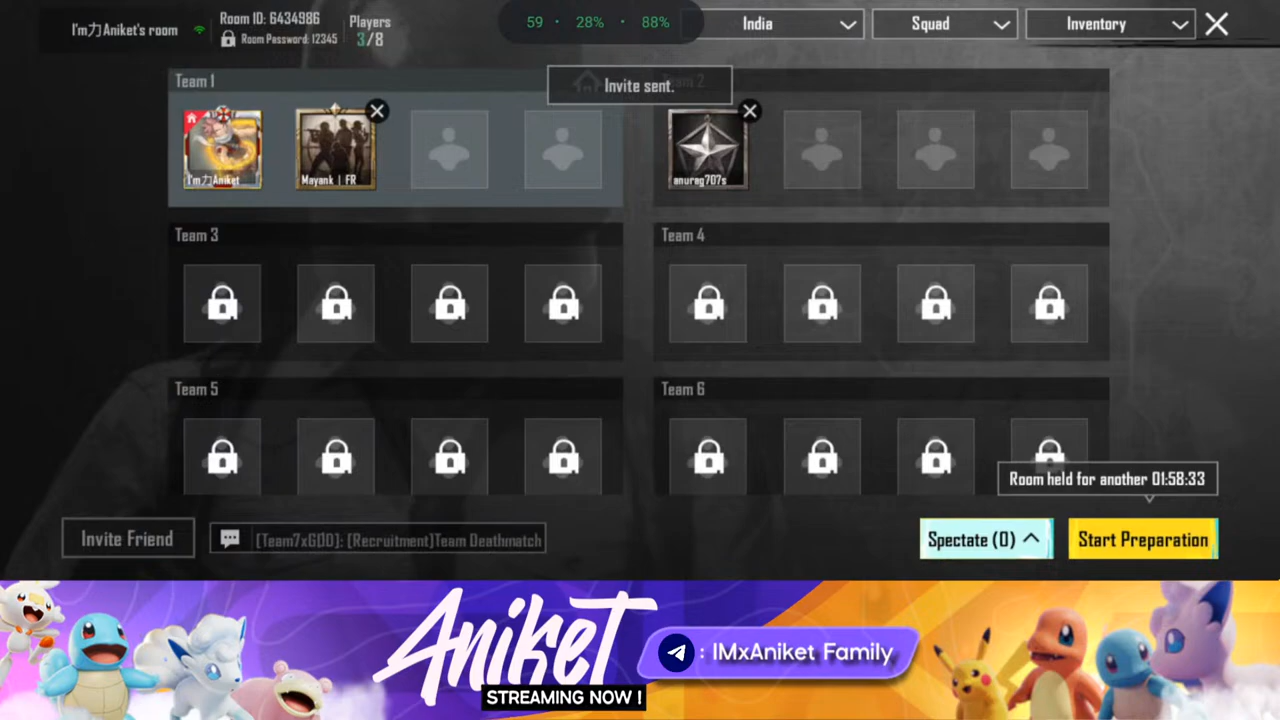 I'm力Aniket's room
Room ID: 6434986
Room Password: 12345
Players
3/8
59 · 28% · 88%
India
Squad
Inventory
Team 1
Invite sent.
Team 2
I'm力Aniket
Mayank | FR
anurag707s
Team 3
Team 4
Team 5
Team 6
Room held for another 01:58:33
Invite Friend
[Team7xG0D]: [Recruitment]Team Deathmatch
Spectate (0)
Start Preparation
Aniket
STREAMING NOW !
: IMxAniket Family